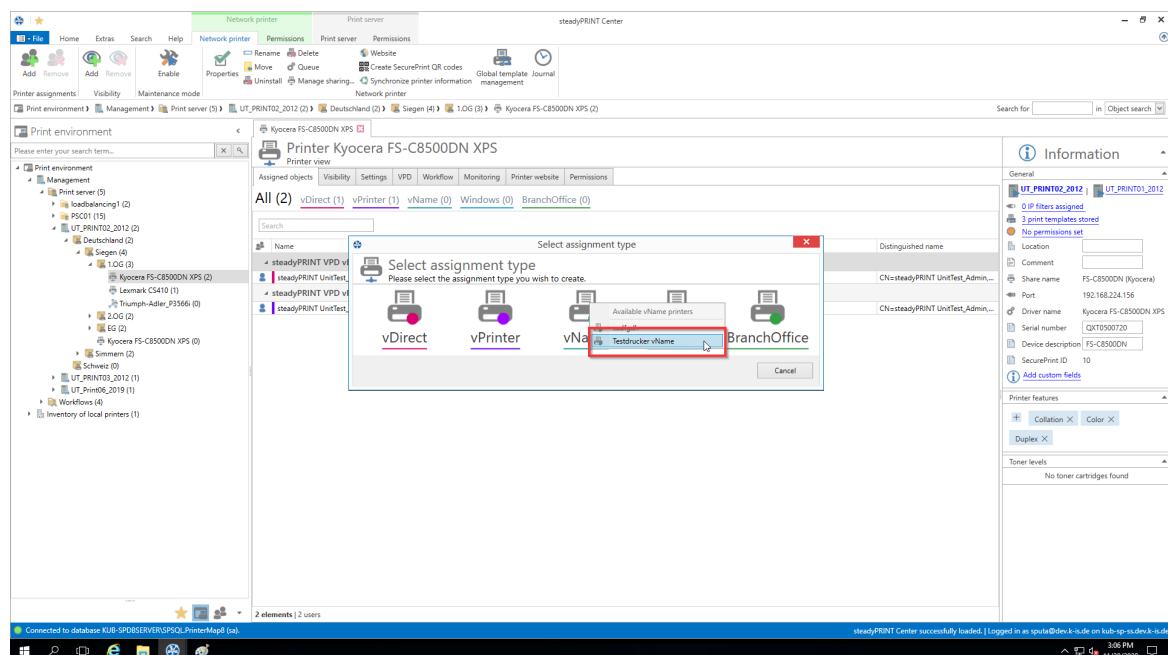 Network printer Print server steadyPRINT Center
File Home Extras Search Help Network printer Permissions Print server Permissions
Add Remove Add Remove Enable Properties
Rename Delete Website
Move Queue Create SecurePrint QR codes
Uninstall Manage sharing... Synchronize printer information
Global template management Journal
Printer assignments Visibility Maintenance mode Network printer
Print environment Management Print server (5) UT_PRINT02_2012 (2) Deutschland (2) Siegen (4) 1.OG (3) Kyocera FS-C8500DN XPS (2)
Search for in Object search
Print environment
Please enter your search term...
Print environment
Management
Print server (5)
loadbalancing1 (2)
PSC01 (15)
UT_PRINT02_2012 (2)
Deutschland (2)
Siegen (4)
1.OG (3)
Kyocera FS-C8500DN XPS (2)
Lexmark CS410 (1)
Triumph-Adler_P3566i (0)
2.OG (2)
EG (2)
Kyocera FS-C8500DN XPS (0)
Simmern (2)
Schweiz (0)
UT_PRINT03_2012 (1)
UT_Print06_2019 (1)
Workflows (4)
Inventory of local printers (1)
Kyocera FS-C8500DN XPS
Printer Kyocera FS-C8500DN XPS
Printer view
Assigned objects Visibility Settings VPD Workflow Monitoring Printer website Permissions
All (2) vDirect (1) vPrinter (1) vName (0) Windows (0) BranchOffice (0)
Search
Name Distinguished name
steadyPRINT VPD
steadyPRINT UnitTest_ CN=steadyPRINT UnitTest_Admin,...
steadyPRINT VPD
steadyPRINT UnitTest_ CN=steadyPRINT UnitTest_Admin,...
Select assignment type
Select assignment type
Please select the assignment type you wish to create.
vDirect vPrinter vNa BranchOffice
Available vName printers
Testdrucker vName
Cancel
2 elements | 2 users
Information
General
UT_PRINT02_2012 | UT_PRINT01_2012
0 IP filters assigned
3 print templates stored
No permissions set
Location
Comment
Share name FS-C8500DN (Kyocera)
Port 192.168.224.156
Driver name Kyocera FS-C8500DN XPS
Serial number QXT0500720
Device description FS-C8500DN
SecurePrint ID 10
Add custom fields
Printer features
Collation Color
Duplex
Toner levels
No toner cartridges found
Connected to database KUB-SPDBSERVER\SPSQL.PrinterMap8 (sa).
steadyPRINT Center successfully loaded. | Logged in as sputa@dev.k-is.de on kub-sp-ss.dev.k-is.de
3:06 PM